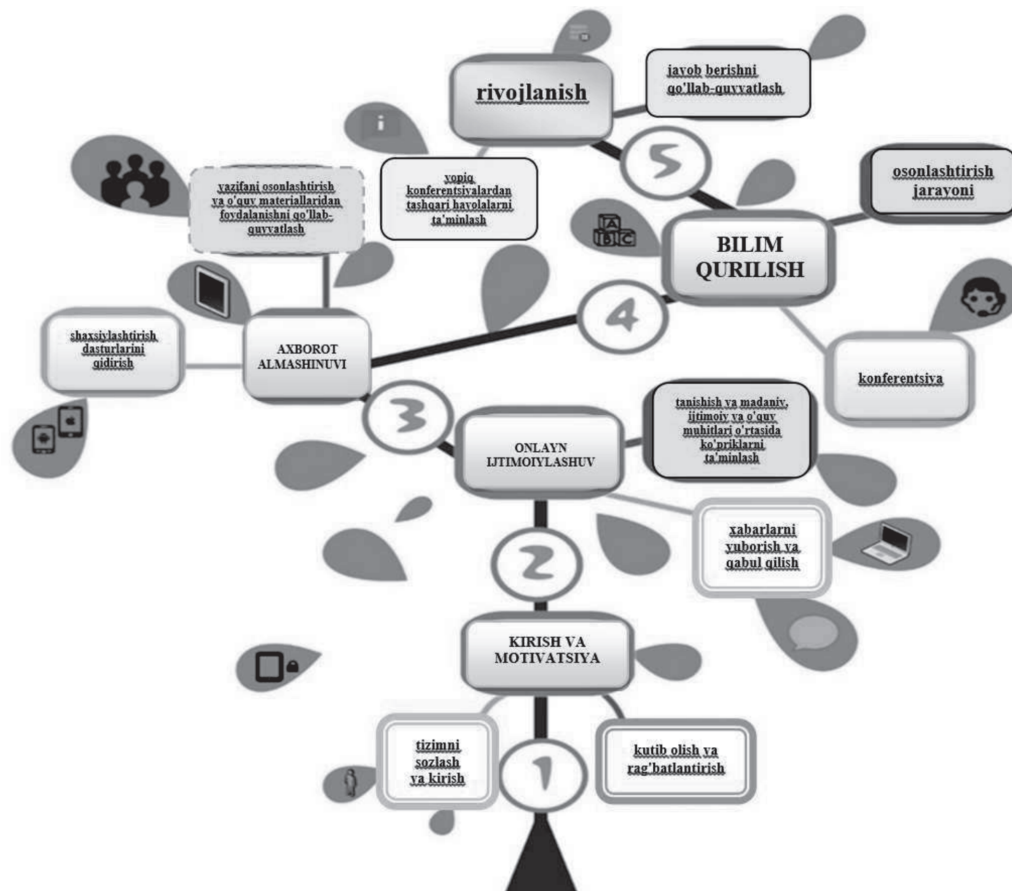 rivojlanish
javob berishni
qo'llab-quvvatlash
5
yopiq
konferentsiyalardan
tashqari havolalarni
ta'minlash
i
vazifani osonlashtirish
va o'quv materiallaridan
foydalanishni qo'llab-
quvvatlash
osonlashtirish
jarayoni
A
B C
BILIM
QURILISH
4
shaxsiylashtirish
dasturlarini
qidirish
AXBOROT
ALMASHINUVI
konferentsiya
3
tanishish va madaniy,
ijtimoiy va o'quv
muhitlari o'rtasida
ko'priklarni
ta'minlash
ONLAYN
IJTIMOIYLASHUV
xabarlarni
yuborish va
qabul qilish
2
KIRISH VA
MOTIVATSIYA
tizimni
sozlash
va kirish
kutib olish va
rag'batlantirish
1